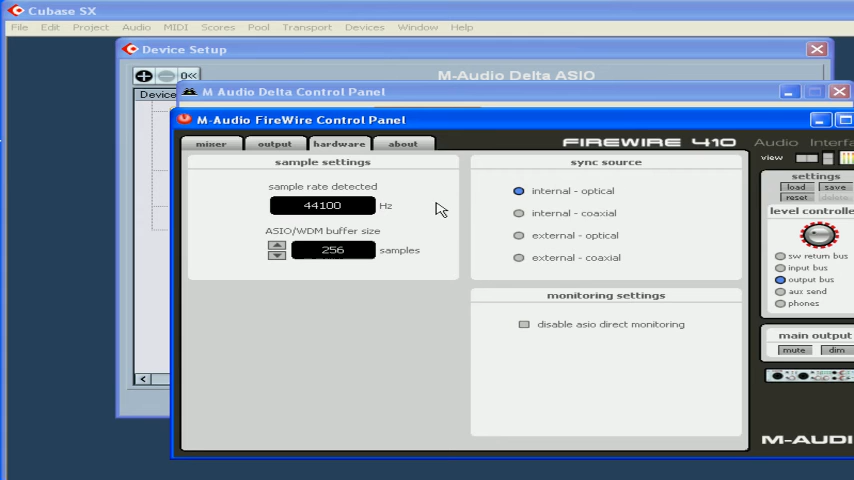 Cubase SX
File Edit Project Audio MIDI Scores Pool Transport Devices Window Help
Device Setup
0<<
M-Audio Delta ASIO
Device
M Audio Delta Control Panel
M-Audio FireWire Control Panel
mixer output hardware about
FIREWIRE 410
Audio Interf
view
sample settings
sync source
settings
load save
reset delete
sample rate detected
44100 Hz
ASIO/WDM buffer size
256 samples
internal - optical
internal - coaxial
external - optical
external - coaxial
level controlle
sw return bus
input bus
output bus
aux send
phones
monitoring settings
disable asio direct monitoring
main output
mute dim
M-AUDI